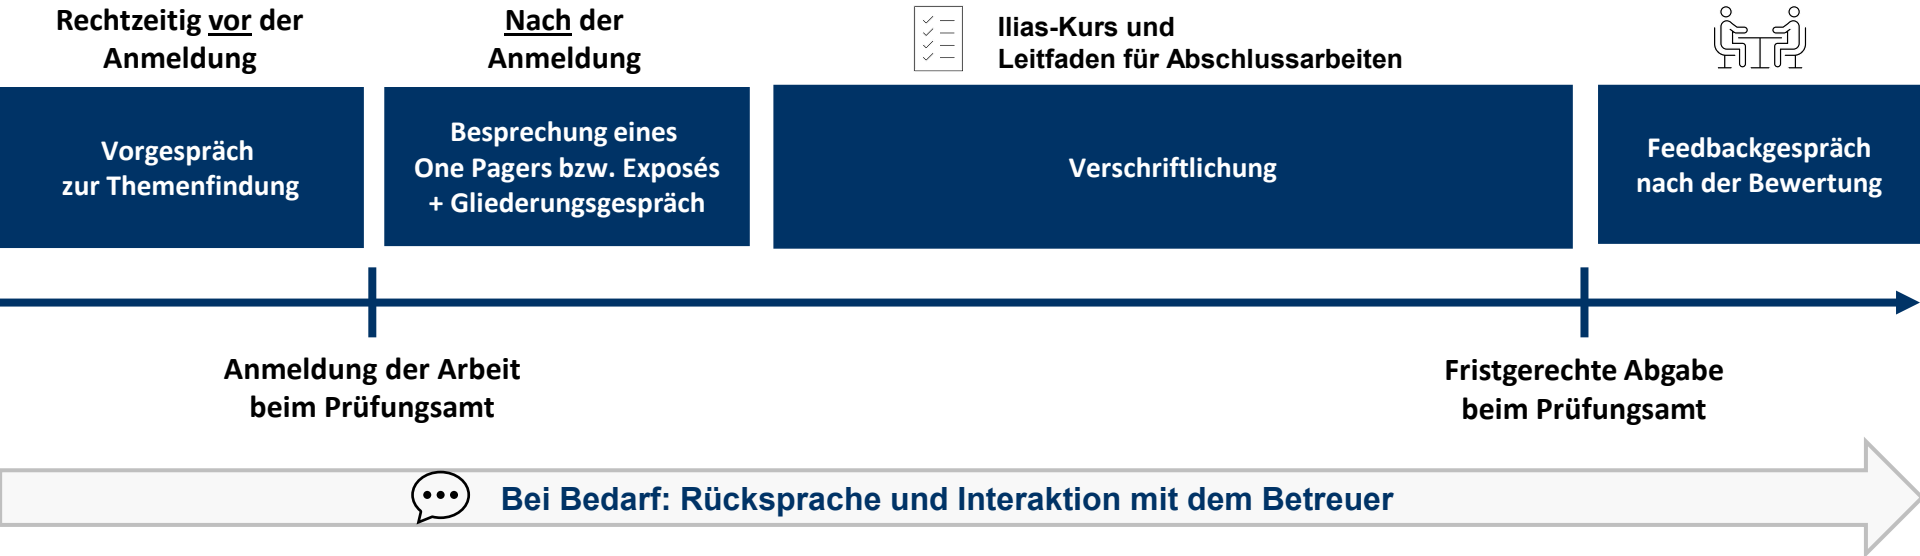 Rechtzeitig vor der
Anmeldung
Nach der
Anmeldung
Ilias-Kurs und
Leitfaden für Abschlussarbeiten
Vorgespräch
zur Themenfindung
Besprechung eines
One Pagers bzw. Exposés
+ Gliederungsgespräch
Verschriftlichung
Feedbackgespräch
nach der Bewertung
Anmeldung der Arbeit
beim Prüfungsamt
Fristgerechte Abgabe
beim Prüfungsamt
Bei Bedarf: Rücksprache und Interaktion mit dem Betreuer